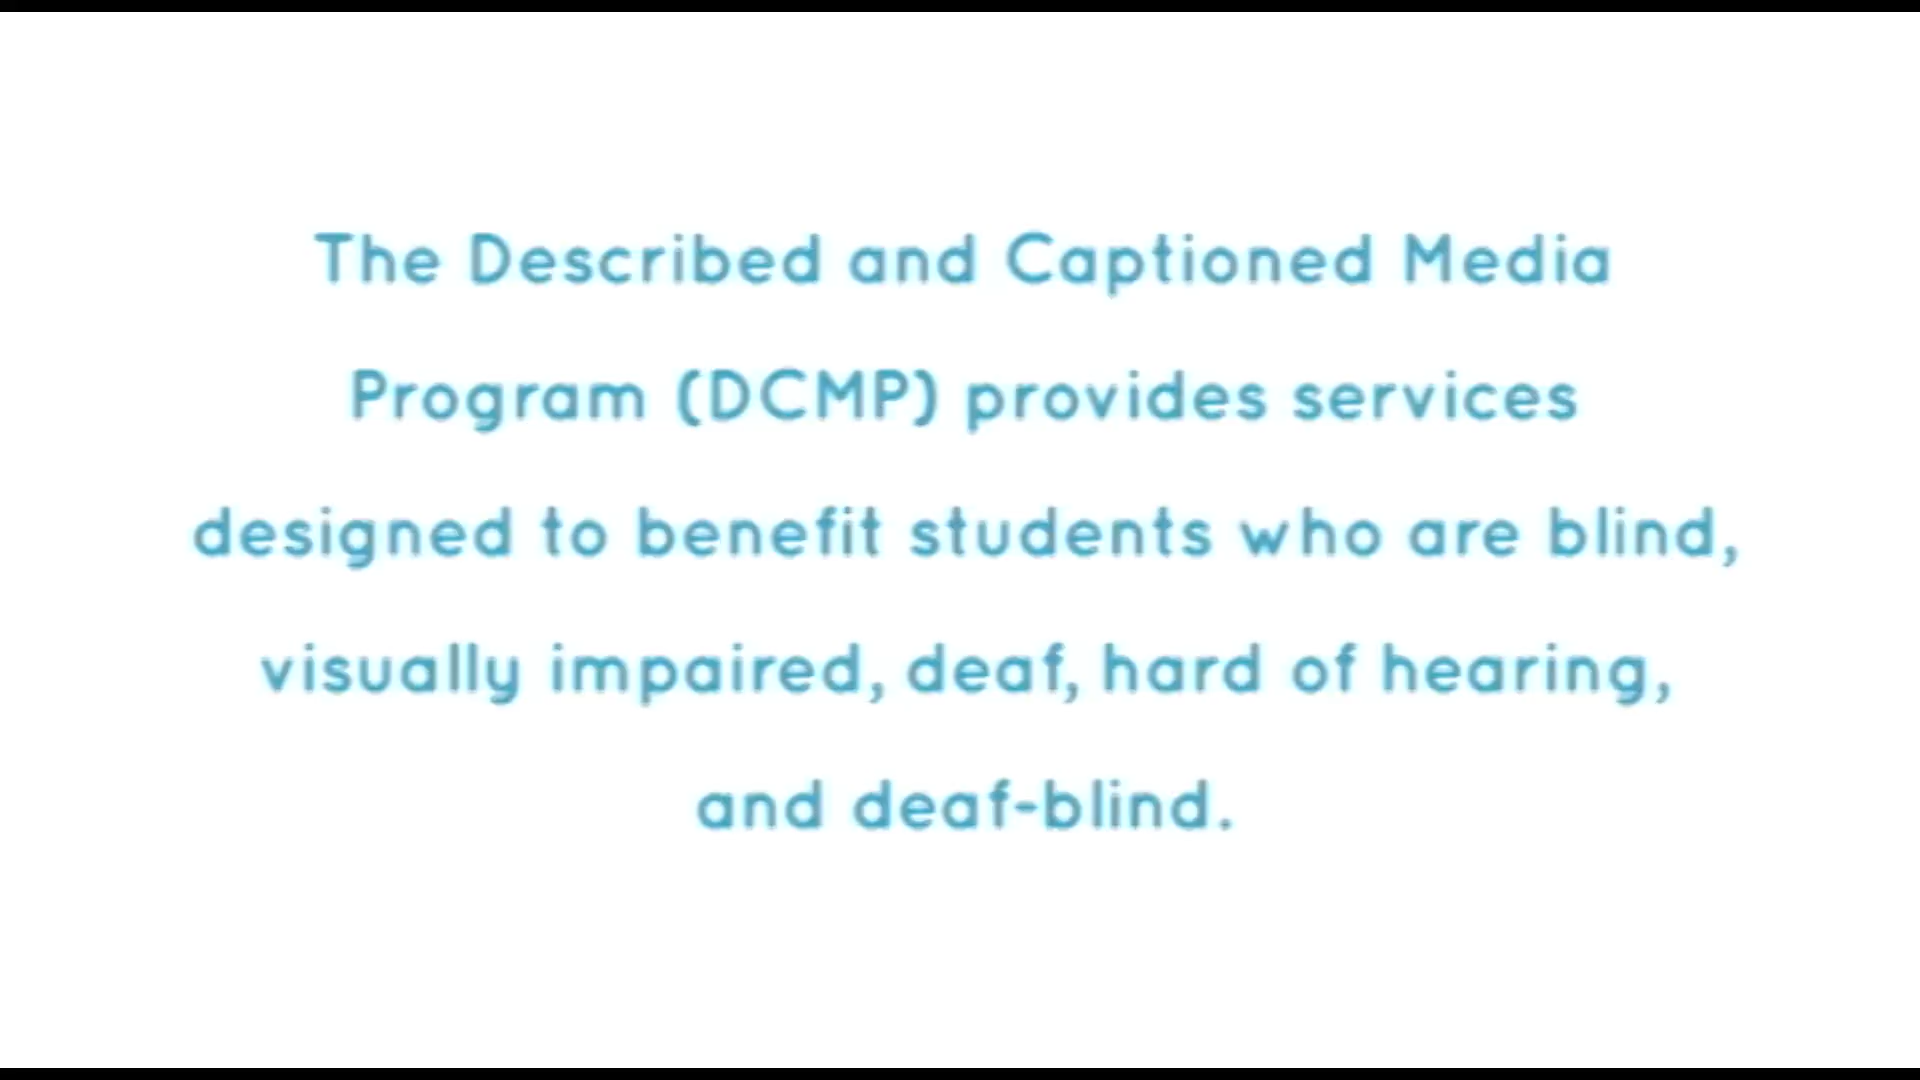 The Described and Captioned Media
Program (DCMP) provides services
designed to benefit students who are blind,
visually impaired, deaf, hard of hearing,
and deaf-blind.